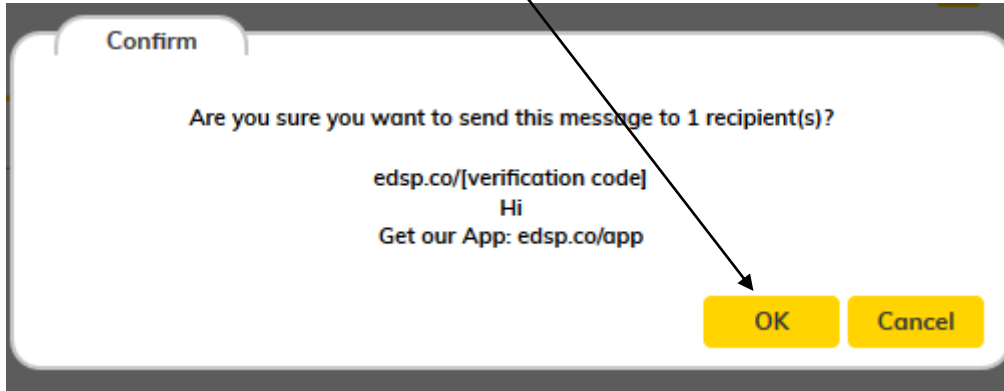 Confirm
Are you sure you want to send this message to 1 recipient(s)?
edsp.co/[verification code]
Hi
Get our App: edsp.co/app
OK
Cancel